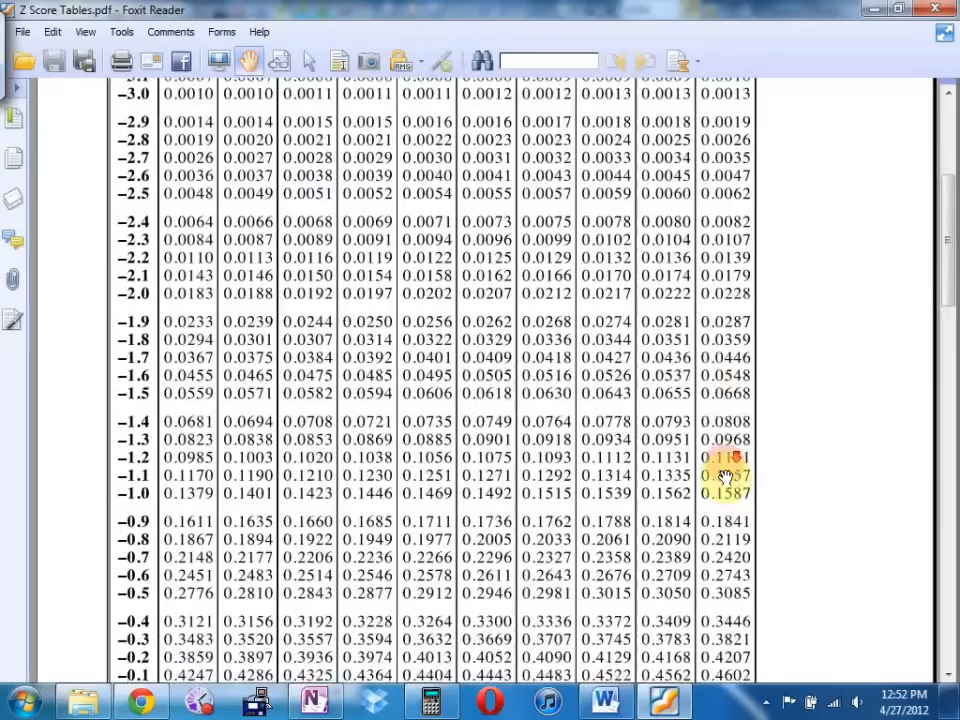 Z Score Tables.pdf - Foxit Reader
File Edit View Tools Comments Forms Help
−3.0 0.0010 0.0010 0.0011 0.0011 0.0011 0.0012 0.0012 0.0013 0.0013 0.0013
−2.9 0.0014 0.0014 0.0015 0.0015 0.0016 0.0016 0.0017 0.0018 0.0018 0.0019
−2.8 0.0019 0.0020 0.0021 0.0021 0.0022 0.0023 0.0023 0.0024 0.0025 0.0026
−2.7 0.0026 0.0027 0.0028 0.0029 0.0030 0.0031 0.0032 0.0033 0.0034 0.0035
−2.6 0.0036 0.0037 0.0038 0.0039 0.0040 0.0041 0.0043 0.0044 0.0045 0.0047
−2.5 0.0048 0.0049 0.0051 0.0052 0.0054 0.0055 0.0057 0.0059 0.0060 0.0062
−2.4 0.0064 0.0066 0.0068 0.0069 0.0071 0.0073 0.0075 0.0078 0.0080 0.0082
−2.3 0.0084 0.0087 0.0089 0.0091 0.0094 0.0096 0.0099 0.0102 0.0104 0.0107
−2.2 0.0110 0.0113 0.0116 0.0119 0.0122 0.0125 0.0129 0.0132 0.0136 0.0139
−2.1 0.0143 0.0146 0.0150 0.0154 0.0158 0.0162 0.0166 0.0170 0.0174 0.0179
−2.0 0.0183 0.0188 0.0192 0.0197 0.0202 0.0207 0.0212 0.0217 0.0222 0.0228
−1.9 0.0233 0.0239 0.0244 0.0250 0.0256 0.0262 0.0268 0.0274 0.0281 0.0287
−1.8 0.0294 0.0301 0.0307 0.0314 0.0322 0.0329 0.0336 0.0344 0.0351 0.0359
−1.7 0.0367 0.0375 0.0384 0.0392 0.0401 0.0409 0.0418 0.0427 0.0436 0.0446
−1.6 0.0455 0.0465 0.0475 0.0485 0.0495 0.0505 0.0516 0.0526 0.0537 0.0548
−1.5 0.0559 0.0571 0.0582 0.0594 0.0606 0.0618 0.0630 0.0643 0.0655 0.0668
−1.4 0.0681 0.0694 0.0708 0.0721 0.0735 0.0749 0.0764 0.0778 0.0793 0.0808
−1.3 0.0823 0.0838 0.0853 0.0869 0.0885 0.0901 0.0918 0.0934 0.0951 0.0968
−1.2 0.0985 0.1003 0.1020 0.1038 0.1056 0.1075 0.1093 0.1112 0.1131
−1.1 0.1170 0.1190 0.1210 0.1230 0.1251 0.1271 0.1292 0.1314 0.1335
−1.0 0.1379 0.1401 0.1423 0.1446 0.1469 0.1492 0.1515 0.1539 0.1562 0.1587
−0.9 0.1611 0.1635 0.1660 0.1685 0.1711 0.1736 0.1762 0.1788 0.1814 0.1841
−0.8 0.1867 0.1894 0.1922 0.1949 0.1977 0.2005 0.2033 0.2061 0.2090 0.2119
−0.7 0.2148 0.2177 0.2206 0.2236 0.2266 0.2296 0.2327 0.2358 0.2389 0.2420
−0.6 0.2451 0.2483 0.2514 0.2546 0.2578 0.2611 0.2643 0.2676 0.2709 0.2743
−0.5 0.2776 0.2810 0.2843 0.2877 0.2912 0.2946 0.2981 0.3015 0.3050 0.3085
−0.4 0.3121 0.3156 0.3192 0.3228 0.3264 0.3300 0.3336 0.3372 0.3409 0.3446
−0.3 0.3483 0.3520 0.3557 0.3594 0.3632 0.3669 0.3707 0.3745 0.3783 0.3821
−0.2 0.3859 0.3897 0.3936 0.3974 0.4013 0.4052 0.4090 0.4129 0.4168 0.4207
−0.1 0.4247 0.4286 0.4325 0.4364 0.4404 0.4443 0.4483 0.4522 0.4562 0.4602
12:52 PM
4/27/2012